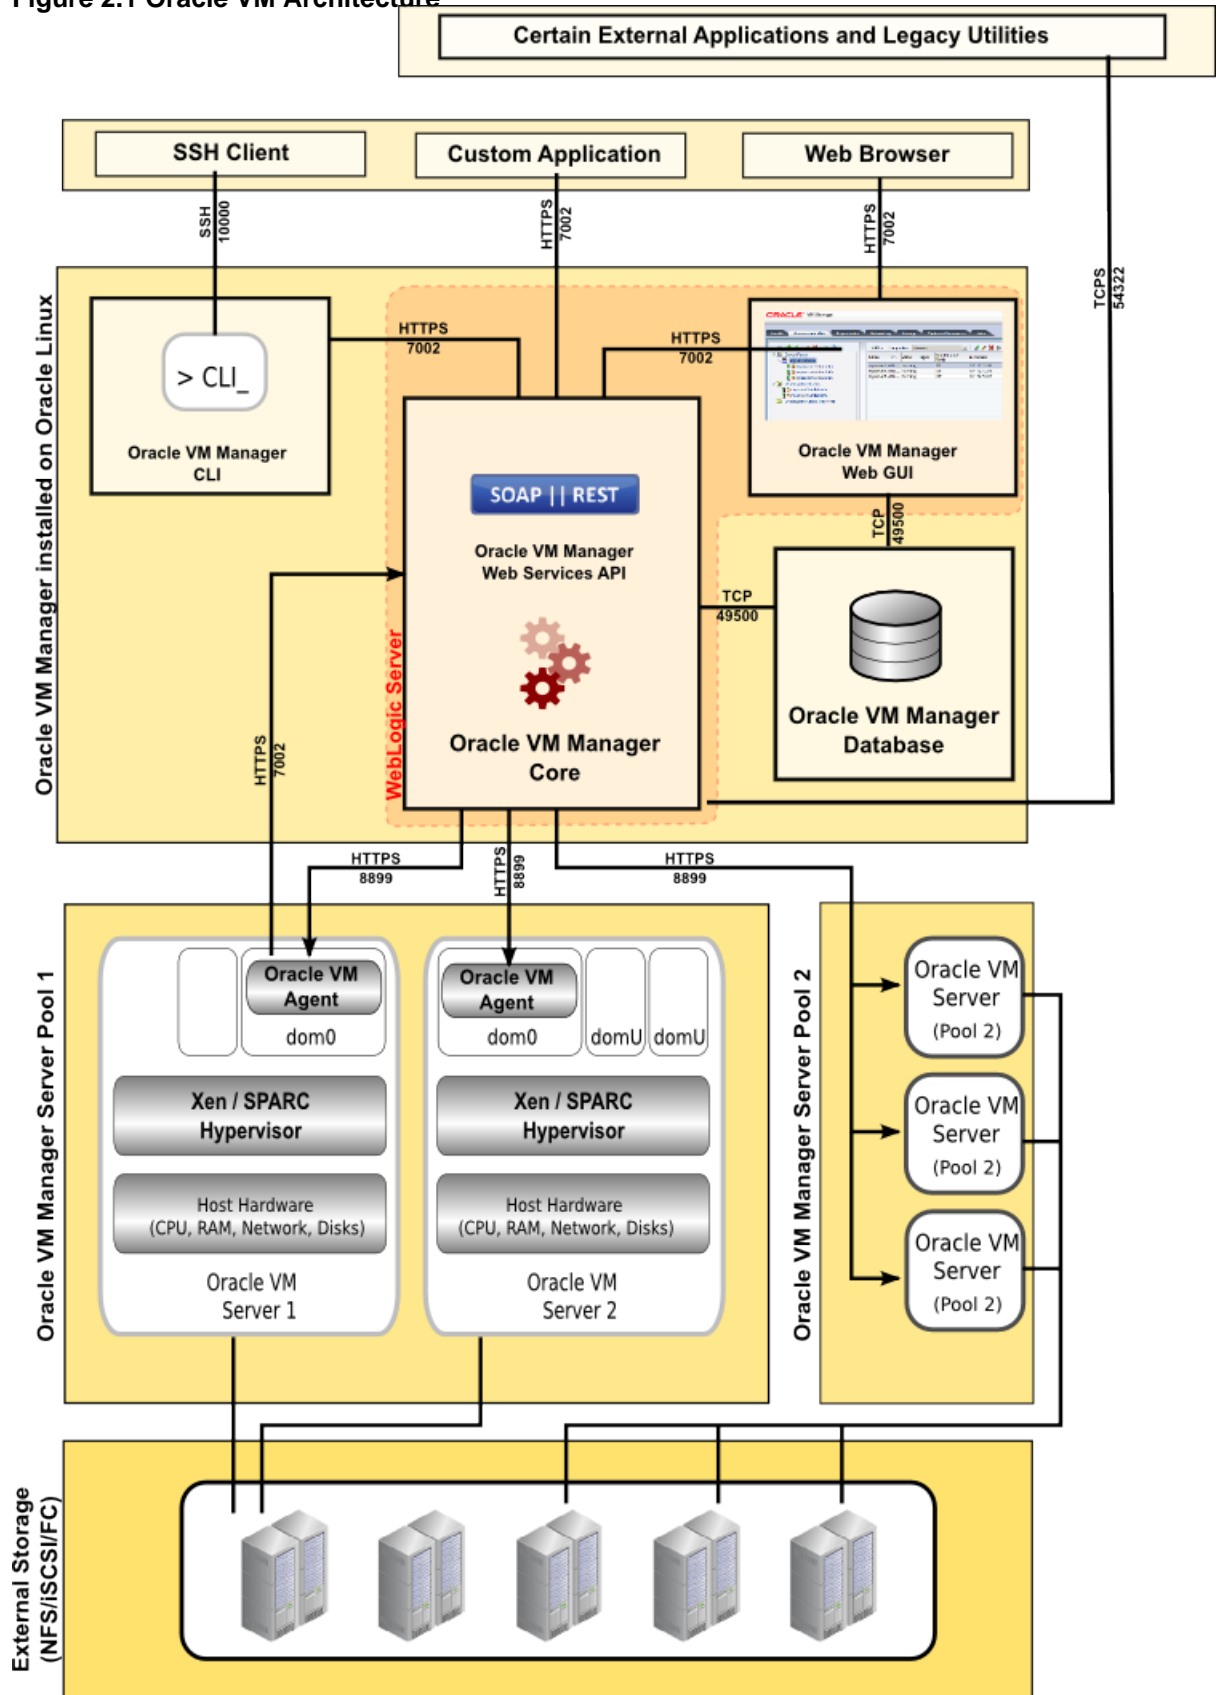 Figure 2.1 Oracle VM Architecture
Certain External Applications and Legacy Utilities
SSH Client
Custom Application
Web Browser
SSH
10000
HTTPS
7002
HTTPS
7002
TCPS
54322
Oracle VM Manager installed on Oracle Linux
> CLI_
Oracle VM Manager
CLI
HTTPS
7002
HTTPS
7002
ORACLE
Oracle VM Manager
Web GUI
SOAP || REST
Oracle VM Manager
Web Services API
TCP
49500
TCP
49500
WebLogic Server
Oracle VM Manager
Core
Oracle VM Manager
Database
HTTPS
7002
HTTPS
8899
HTTPS
8899
HTTPS
8899
Oracle VM Manager Server Pool 1
Oracle VM
Agent
dom0
Oracle VM
Agent
dom0
domU
domU
Xen / SPARC
Hypervisor
Xen / SPARC
Hypervisor
Host Hardware
(CPU, RAM, Network, Disks)
Host Hardware
(CPU, RAM, Network, Disks)
Oracle VM
Server 1
Oracle VM
Server 2
Oracle VM Manager Server Pool 2
Oracle VM
Server
(Pool 2)
Oracle VM
Server
(Pool 2)
Oracle VM
Server
(Pool 2)
External Storage
(NFS/iSCSI/FC)